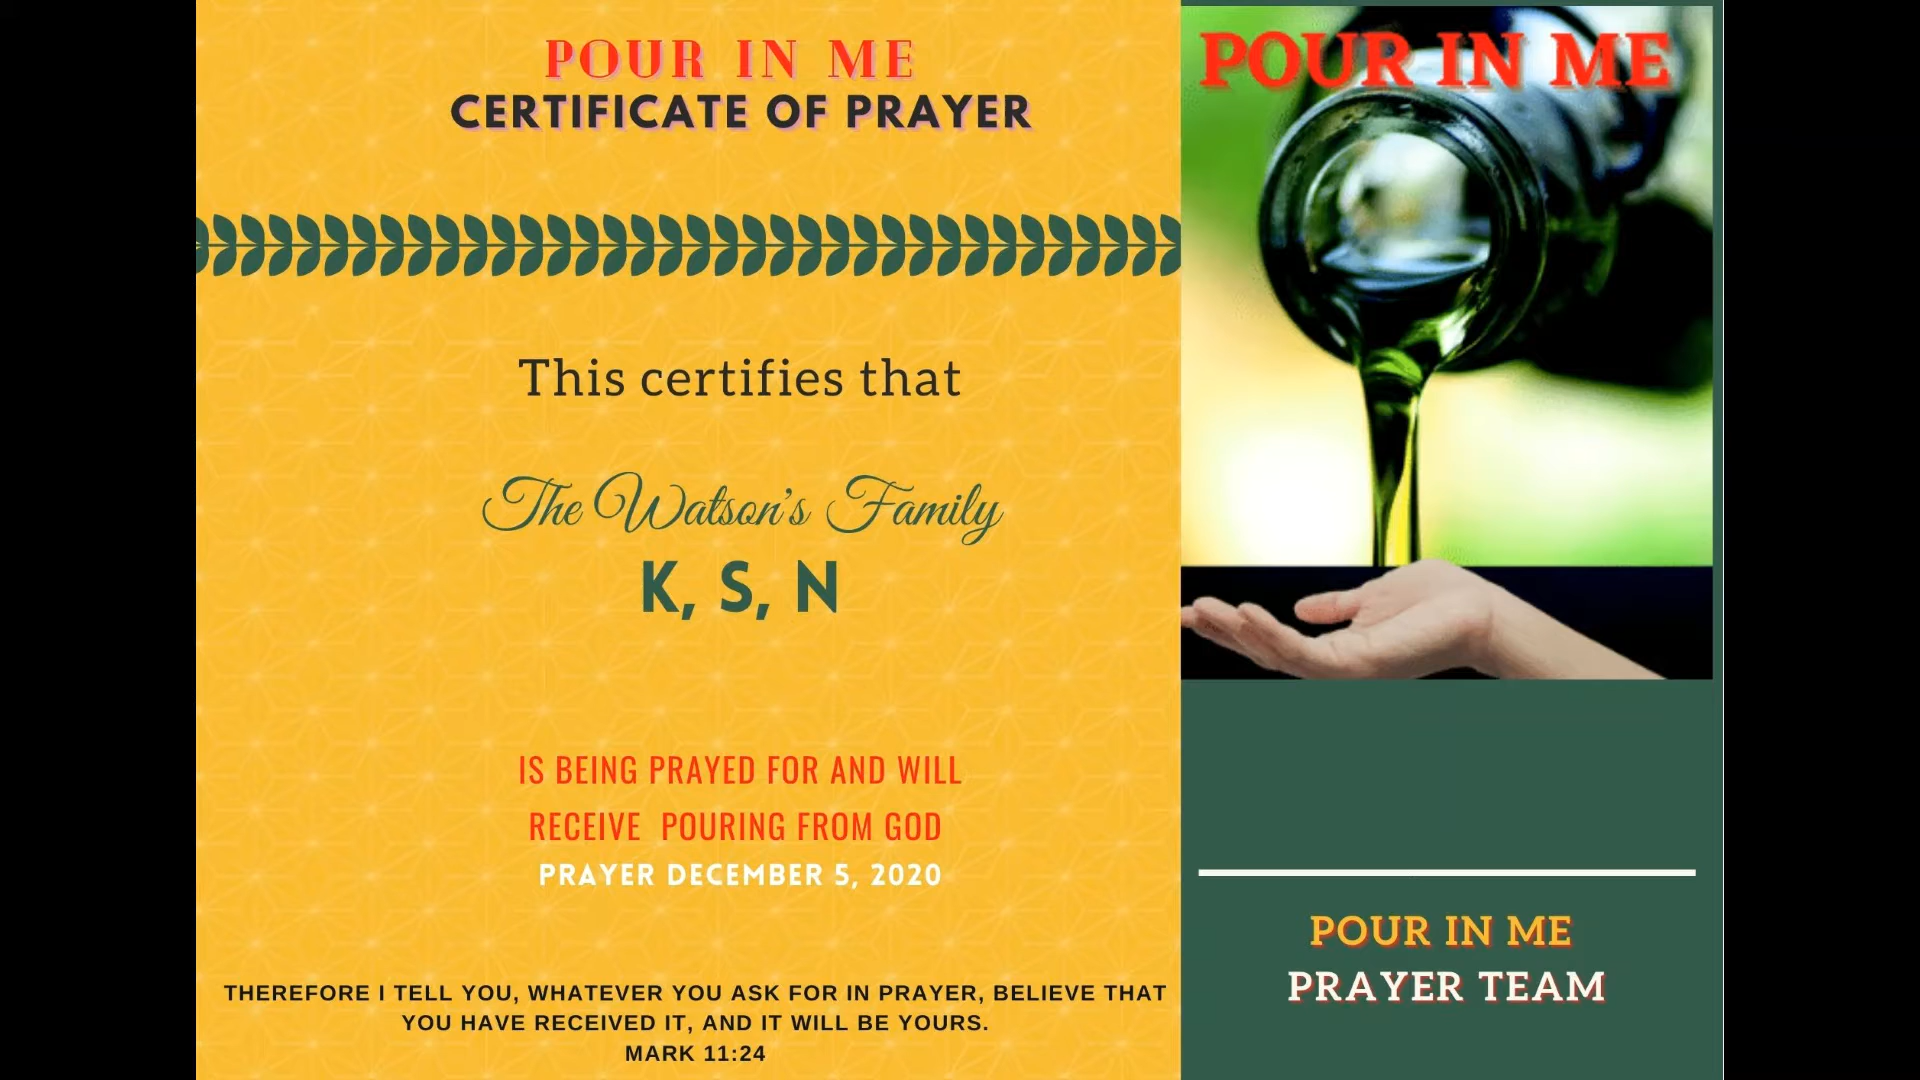 POUR IN ME
CERTIFICATE OF PRAYER
This certifies that
The Watson's Family
K, S, N
IS BEING PRAYED FOR AND WILL
RECEIVE POURING FROM GOD
PRAYER DECEMBER 5, 2020
THEREFORE I TELL YOU, WHATEVER YOU ASK FOR IN PRAYER, BELIEVE THAT
YOU HAVE RECEIVED IT, AND IT WILL BE YOURS.
MARK 11:24
POUR IN ME
POUR IN ME
PRAYER TEAM